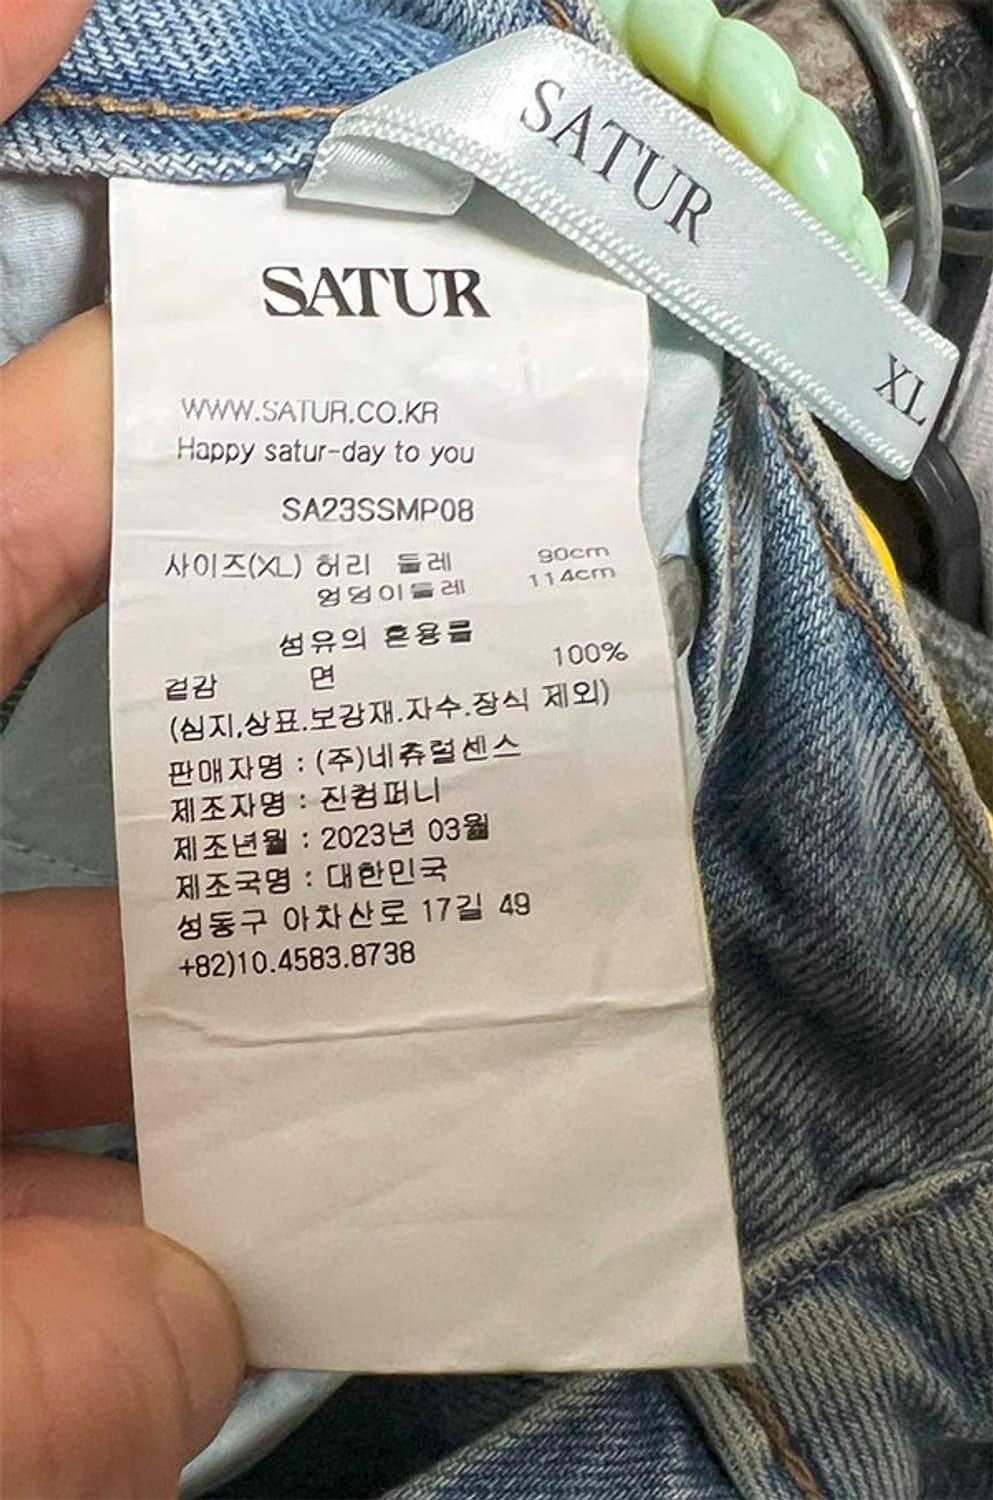 SATUR
XL
SATUR
WWW.SATUR.CO.KR
Happy satur-day to you
SA23SSMP08
사이즈(XL) 허리 둘레 90cm
엉덩이둘레 114cm
섬유의 혼용률
겉감 면 100%
(심지,상표.보강재.자수.장식 제외)
판매자명 : (주)네츄럴센스
제조자명 : 진컴퍼니
제조년월 : 2023년 03월
제조국명 : 대한민국
성동구 아차산로 17길 49
+82)10.4583.8738